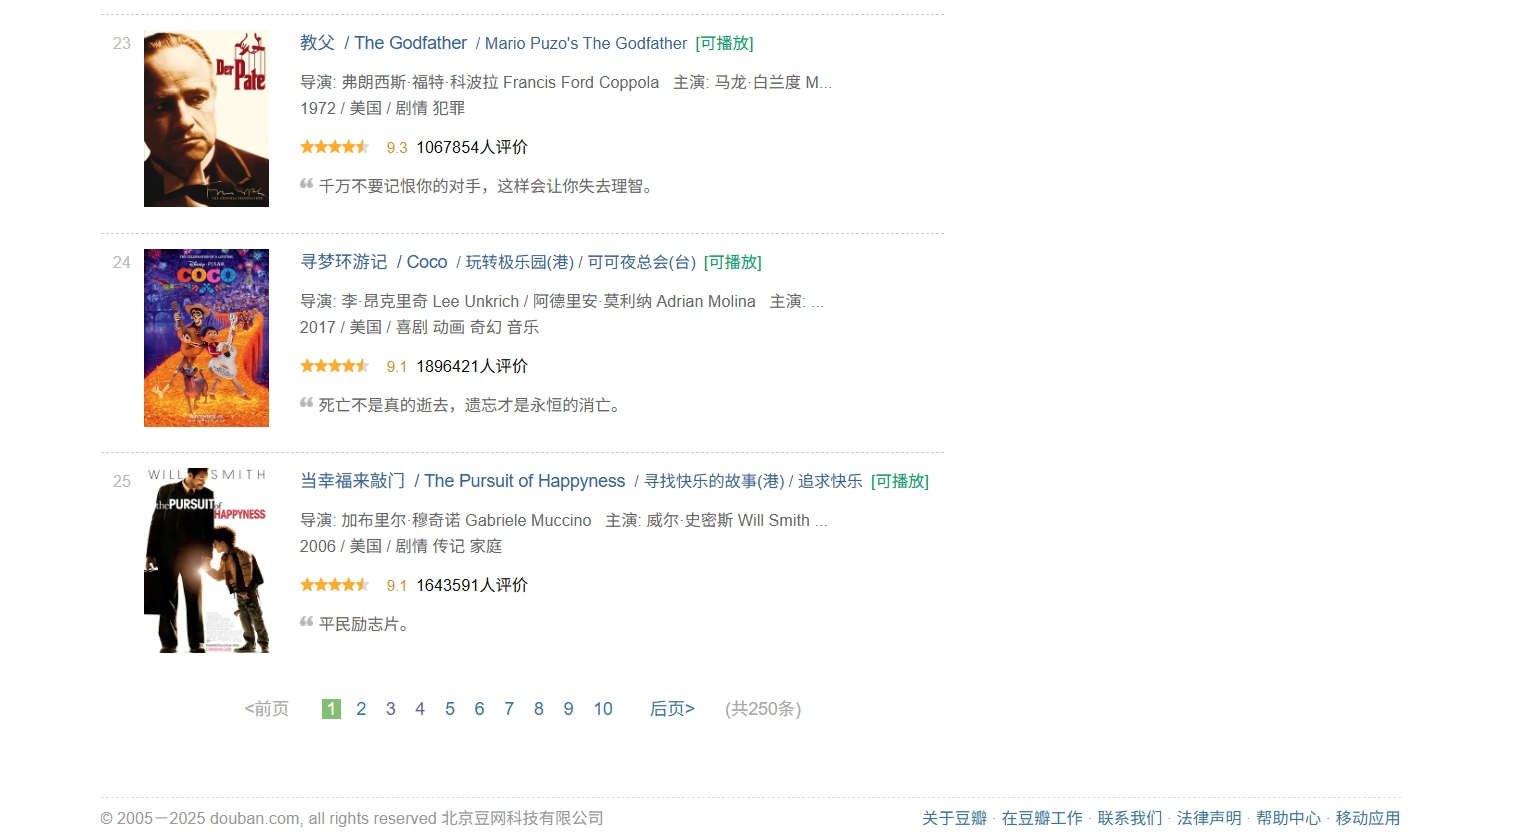 23
Der Pate
教父 / The Godfather / Mario Puzo's The Godfather [可播放]
导演: 弗朗西斯·福特·科波拉 Francis Ford Coppola 主演: 马龙·白兰度 M...
1972 / 美国 / 剧情 犯罪
9.3 1067854人评价
千万不要记恨你的对手，这样会让你失去理智。
24
Disney PIXAR
COCO
寻梦环游记 / Coco / 玩转极乐园(港) / 可可夜总会(台) [可播放]
导演: 李·昂克里奇 Lee Unkrich / 阿德里安·莫利纳 Adrian Molina 主演: ...
2017 / 美国 / 喜剧 动画 奇幻 音乐
9.1 1896421人评价
死亡不是真的逝去，遗忘才是永恒的消亡。
25
WILL SMITH
the PURSUIT of
HAPPYNESS
当幸福来敲门 / The Pursuit of Happyness / 寻找快乐的故事(港) / 追求快乐 [可播放]
导演: 加布里尔·穆奇诺 Gabriele Muccino 主演: 威尔·史密斯 Will Smith ...
2006 / 美国 / 剧情 传记 家庭
9.1 1643591人评价
平民励志片。
<前页 1 2 3 4 5 6 7 8 9 10 后页> (共250条)
© 2005－2025 douban.com, all rights reserved 北京豆网科技有限公司
关于豆瓣 · 在豆瓣工作 · 联系我们 · 法律声明 · 帮助中心 · 移动应用